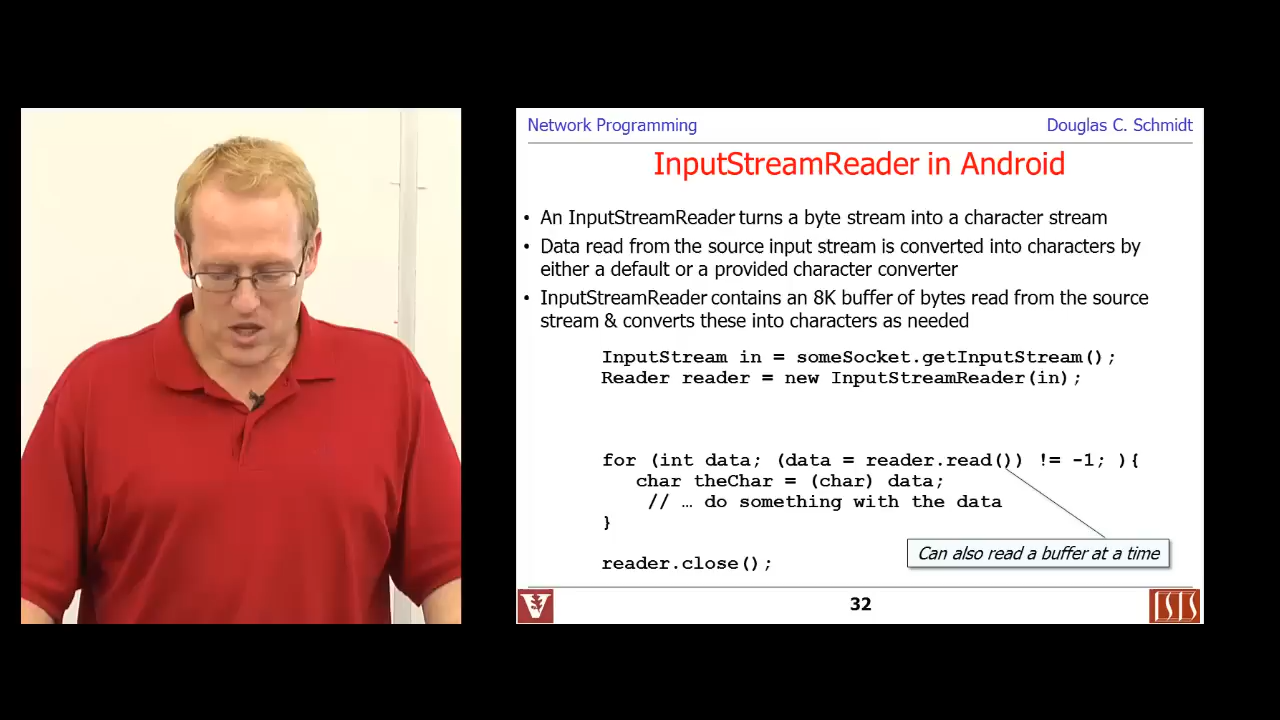 Network Programming
Douglas C. Schmidt
InputStreamReader in Android
• An InputStreamReader turns a byte stream into a character stream
• Data read from the source input stream is converted into characters by
either a default or a provided character converter
• InputStreamReader contains an 8K buffer of bytes read from the source
stream & converts these into characters as needed
InputStream in = someSocket.getInputStream();
Reader reader = new InputStreamReader(in);
for (int data; (data = reader.read()) != -1; ){
char theChar = (char) data;
// … do something with the data
}
Can also read a buffer at a time
reader.close();
V
32
ISIS